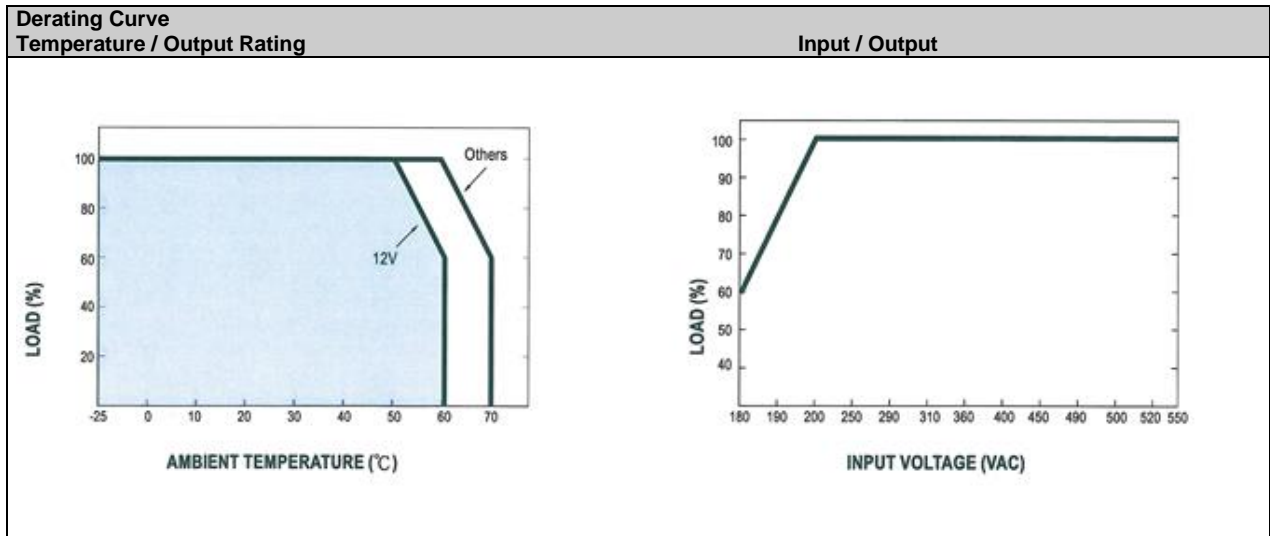 Derating Curve
Temperature / Output Rating Input / Output
100
80
60
40
20
-25 0 10 20 30 40 50 60 70
LOAD (%)
Others
12V
AMBIENT TEMPERATURE (℃)
100
90
80
70
60
50
40
180 190 200 250 290 310 360 400 450 490 500 520 550
LOAD (%)
INPUT VOLTAGE (VAC)